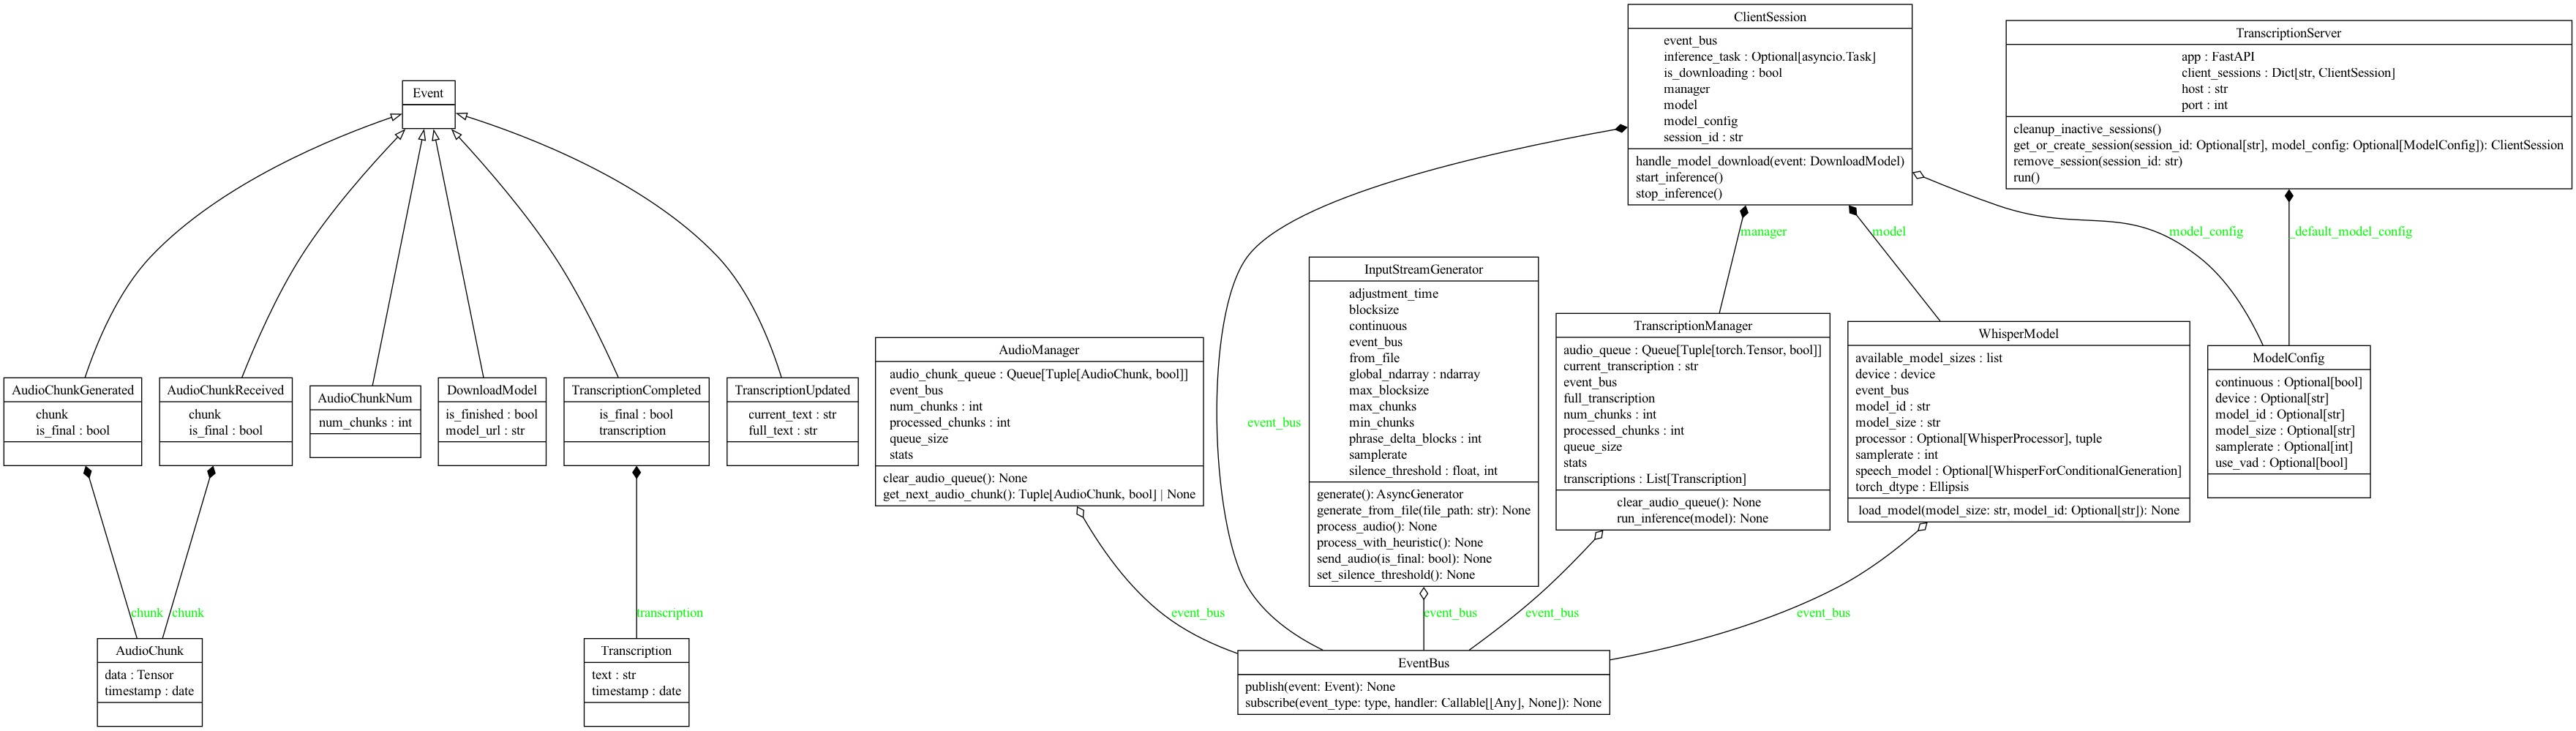 ClientSession
event_bus
inference_task : Optional[asyncio.Task]
is_downloading : bool
manager
model
model_config
session_id : str
handle_model_download(event: DownloadModel)
start_inference()
stop_inference()
TranscriptionServer
app : FastAPI
client_sessions : Dict[str, ClientSession]
host : str
port : int
cleanup_inactive_sessions()
get_or_create_session(session_id: Optional[str], model_config: Optional[ModelConfig]): ClientSession
remove_session(session_id: str)
run()
Event
manager
model
model_config
_default_model_config
InputStreamGenerator
adjustment_time
blocksize
continuous
event_bus
from_file
global_ndarray : ndarray
max_blocksize
max_chunks
min_chunks
phrase_delta_blocks : int
samplerate
silence_threshold : float, int
generate(): AsyncGenerator
generate_from_file(file_path: str): None
process_audio(): None
process_with_heuristic(): None
send_audio(is_final: bool): None
set_silence_threshold(): None
TranscriptionManager
audio_queue : Queue[Tuple[torch.Tensor, bool]]
current_transcription : str
event_bus
full_transcription
num_chunks : int
processed_chunks : int
queue_size
stats
transcriptions : List[Transcription]
clear_audio_queue(): None
run_inference(model): None
WhisperModel
available_model_sizes : list
device : device
event_bus
model_id : str
model_size : str
processor : Optional[WhisperProcessor], tuple
samplerate : int
speech_model : Optional[WhisperForConditionalGeneration]
torch_dtype : Ellipsis
load_model(model_size: str, model_id: Optional[str]): None
ModelConfig
continuous : Optional[bool]
device : Optional[str]
model_id : Optional[str]
model_size : Optional[str]
samplerate : Optional[int]
use_vad : Optional[bool]
AudioManager
audio_chunk_queue : Queue[Tuple[AudioChunk, bool]]
event_bus
num_chunks : int
processed_chunks : int
queue_size
stats
clear_audio_queue(): None
get_next_audio_chunk(): Tuple[AudioChunk, bool] | None
AudioChunkGenerated
chunk
is_final : bool
AudioChunkReceived
chunk
is_final : bool
AudioChunkNum
num_chunks : int
DownloadModel
is_finished : bool
model_url : str
TranscriptionCompleted
is_final : bool
transcription
TranscriptionUpdated
current_text : str
full_text : str
event_bus
chunk
chunk
transcription
event_bus
event_bus
event_bus
event_bus
AudioChunk
data : Tensor
timestamp : date
Transcription
text : str
timestamp : date
EventBus
publish(event: Event): None
subscribe(event_type: type, handler: Callable[[Any], None]): None